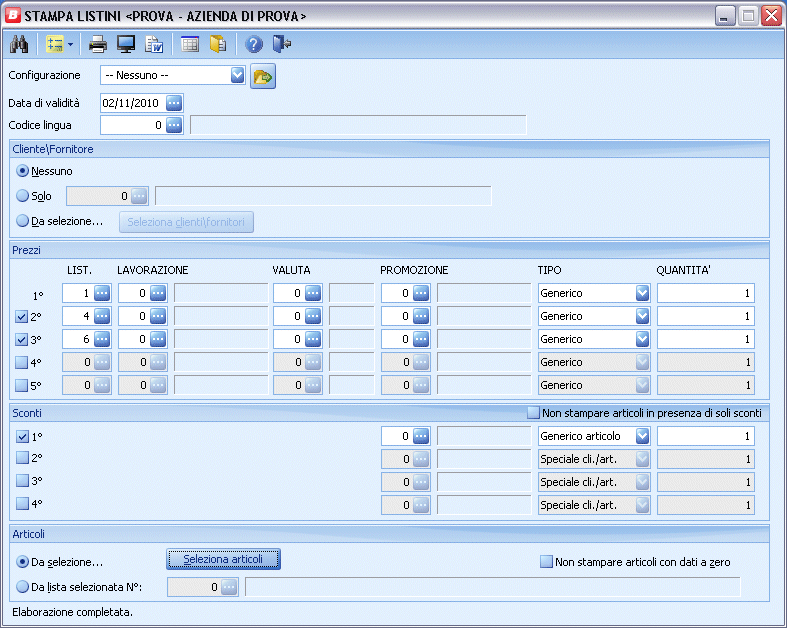 STAMPA LISTINI <PROVA - AZIENDA DI PROVA>
Configurazione -- Nessuno --
Data di validità 02/11/2010
Codice lingua 0
Cliente\Fornitore
Nessuno
Solo 0
Da selezione... Seleziona clienti\fornitori
Prezzi
LIST. LAVORAZIONE VALUTA PROMOZIONE TIPO QUANTITA'
1° 1 0 0 0 Generico 1
2° 4 0 0 0 Generico 1
3° 6 0 0 0 Generico 1
4° 0 0 0 0 Generico 1
5° 0 0 0 0 Generico 1
Sconti Non stampare articoli in presenza di soli sconti
1° 0 Generico articolo 1
2° 0 Speciale cli./art. 1
3° 0 Speciale cli./art. 1
4° 0 Speciale cli./art. 1
Articoli
Da selezione... Seleziona articoli Non stampare articoli con dati a zero
Da lista selezionata N°: 0
Elaborazione completata.